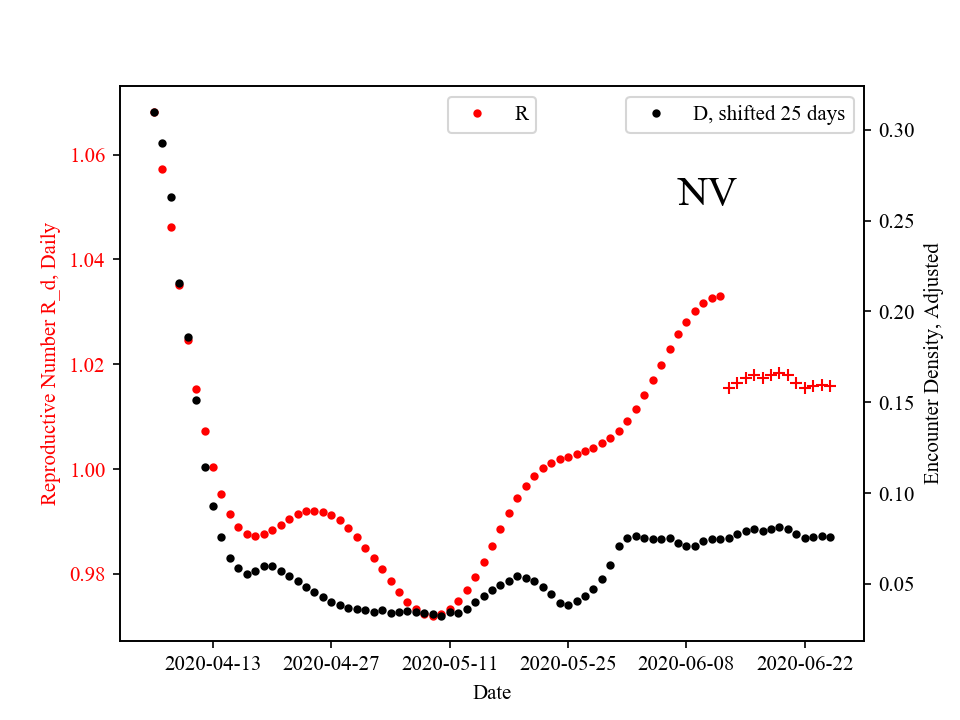 R
D, shifted 25 days
NV
Reproductive Number R_d, Daily
1.06
1.04
1.02
1.00
0.98
0.30
0.25
0.20
0.15
0.10
0.05
Encounter Density, Adjusted
2020-04-13 2020-04-27 2020-05-11 2020-05-25 2020-06-08 2020-06-22
Date